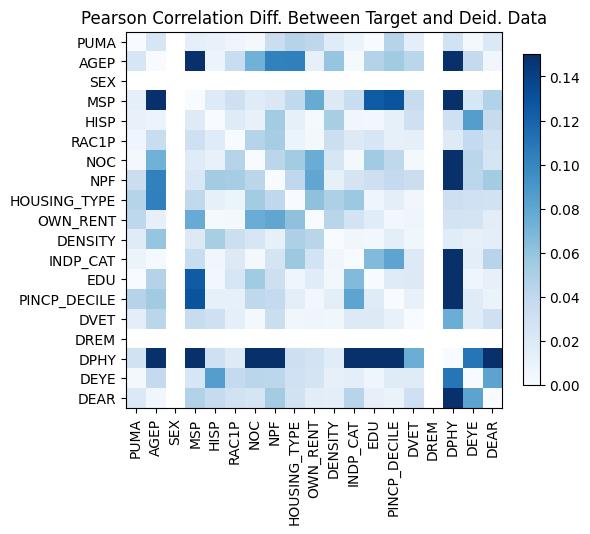 Pearson Correlation Diff. Between Target and Deid. Data
PUMA
AGEP
SEX
MSP
HISP
RAC1P
NOC
NPF
HOUSING_TYPE
OWN_RENT
DENSITY
INDP_CAT
EDU
PINCP_DECILE
DVET
DREM
DPHY
DEYE
DEAR
PUMA
AGEP
SEX
MSP
HISP
RAC1P
NOC
NPF
HOUSING_TYPE
OWN_RENT
DENSITY
INDP_CAT
EDU
PINCP_DECILE
DVET
DREM
DPHY
DEYE
DEAR
0.14
0.12
0.10
0.08
0.06
0.04
0.02
0.00